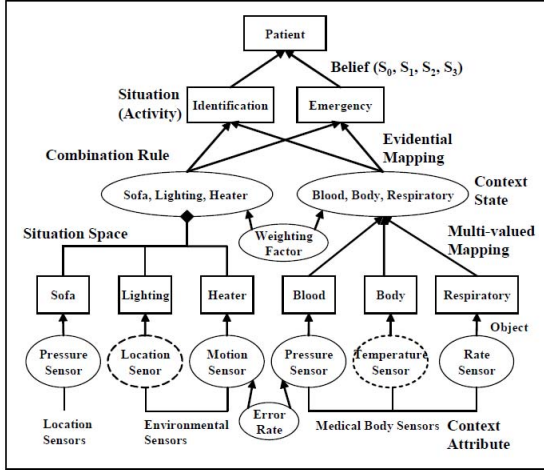 Patient
Belief (S0, S1, S2, S3)
Situation
(Activity)
Identification
Emergency
Combination Rule
Evidential
Mapping
Sofa, Lighting, Heater
Blood, Body, Respiratory
Context
State
Weighting
Factor
Situation Space
Multi-valued
Mapping
Sofa
Lighting
Heater
Blood
Body
Respiratory
Object
Pressure
Sensor
Location
Sensor
Motion
Sensor
Pressure
Sensor
Temperature
Sensor
Rate
Sensor
Location
Sensors
Environmental
Sensors
Error
Rate
Medical Body Sensors
Context
Attribute